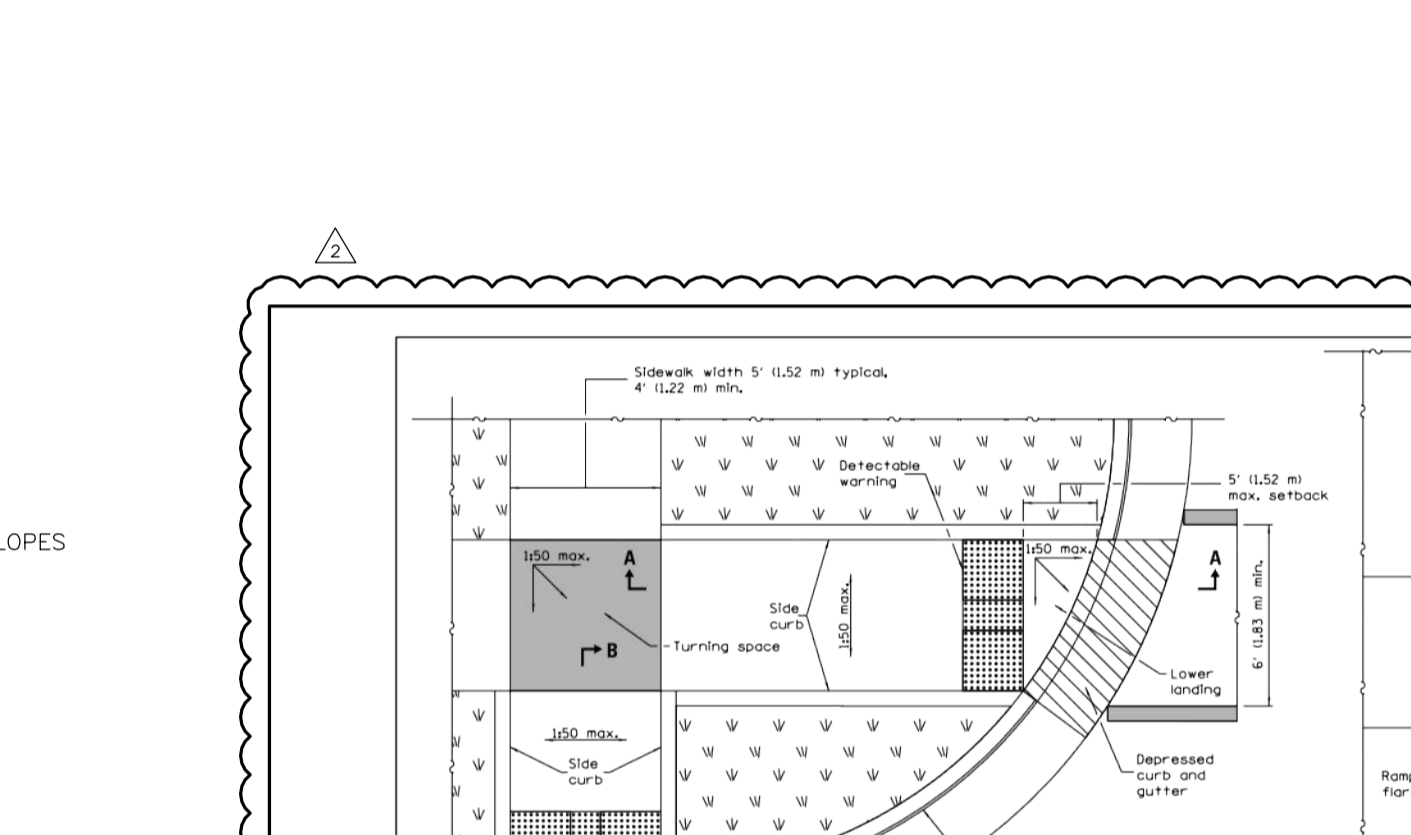 2
Sidewalk width 5' (1.52 m) typical,
4' (1.22 m) min.
Detectable
warning
5' (1.52 m)
max. setback
LOPES
1:50 max.
A
1:50 max.
A
Side
curb
1:50 max.
6' (1.83 m) min.
B
Turning space
Lower
landing
1:50 max.
Side
curb
Depressed
curb and
gutter
Ramp
flar